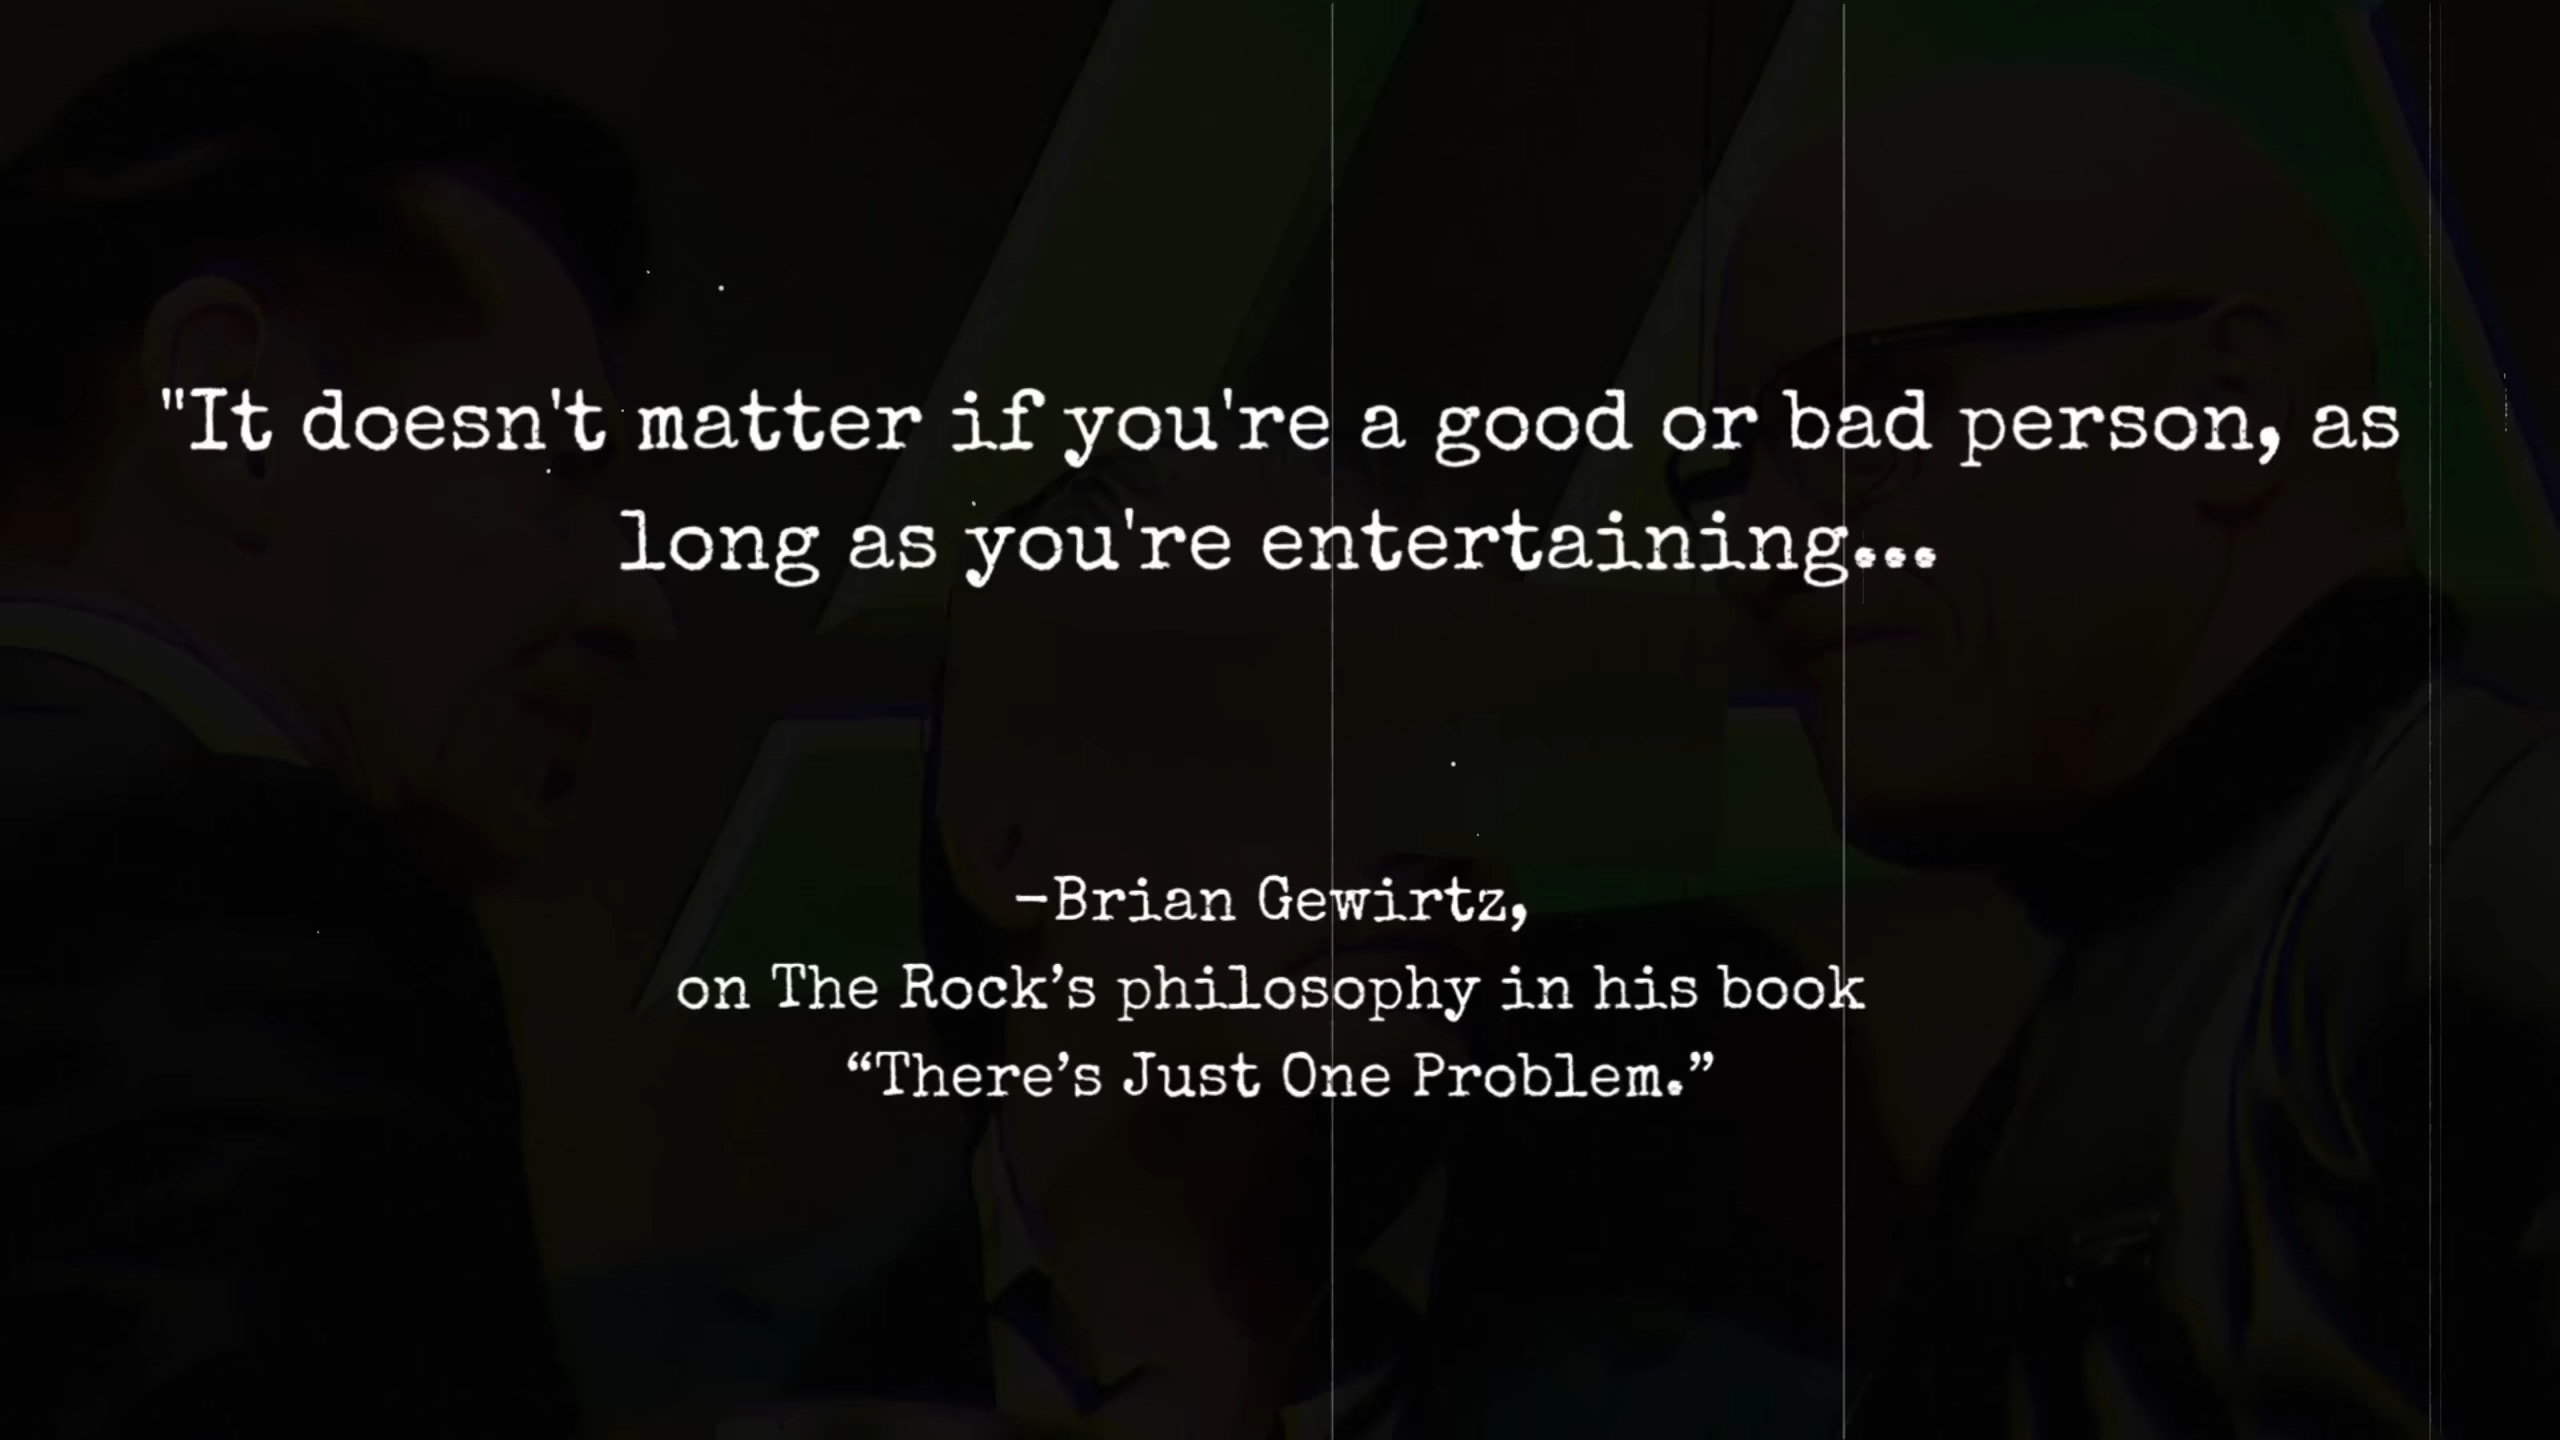 "It doesn't matter if you're a good or bad person, as
long as you're entertaining...
-Brian Gewirtz,
on The Rock’s philosophy in his book
“There’s Just One Problem.”